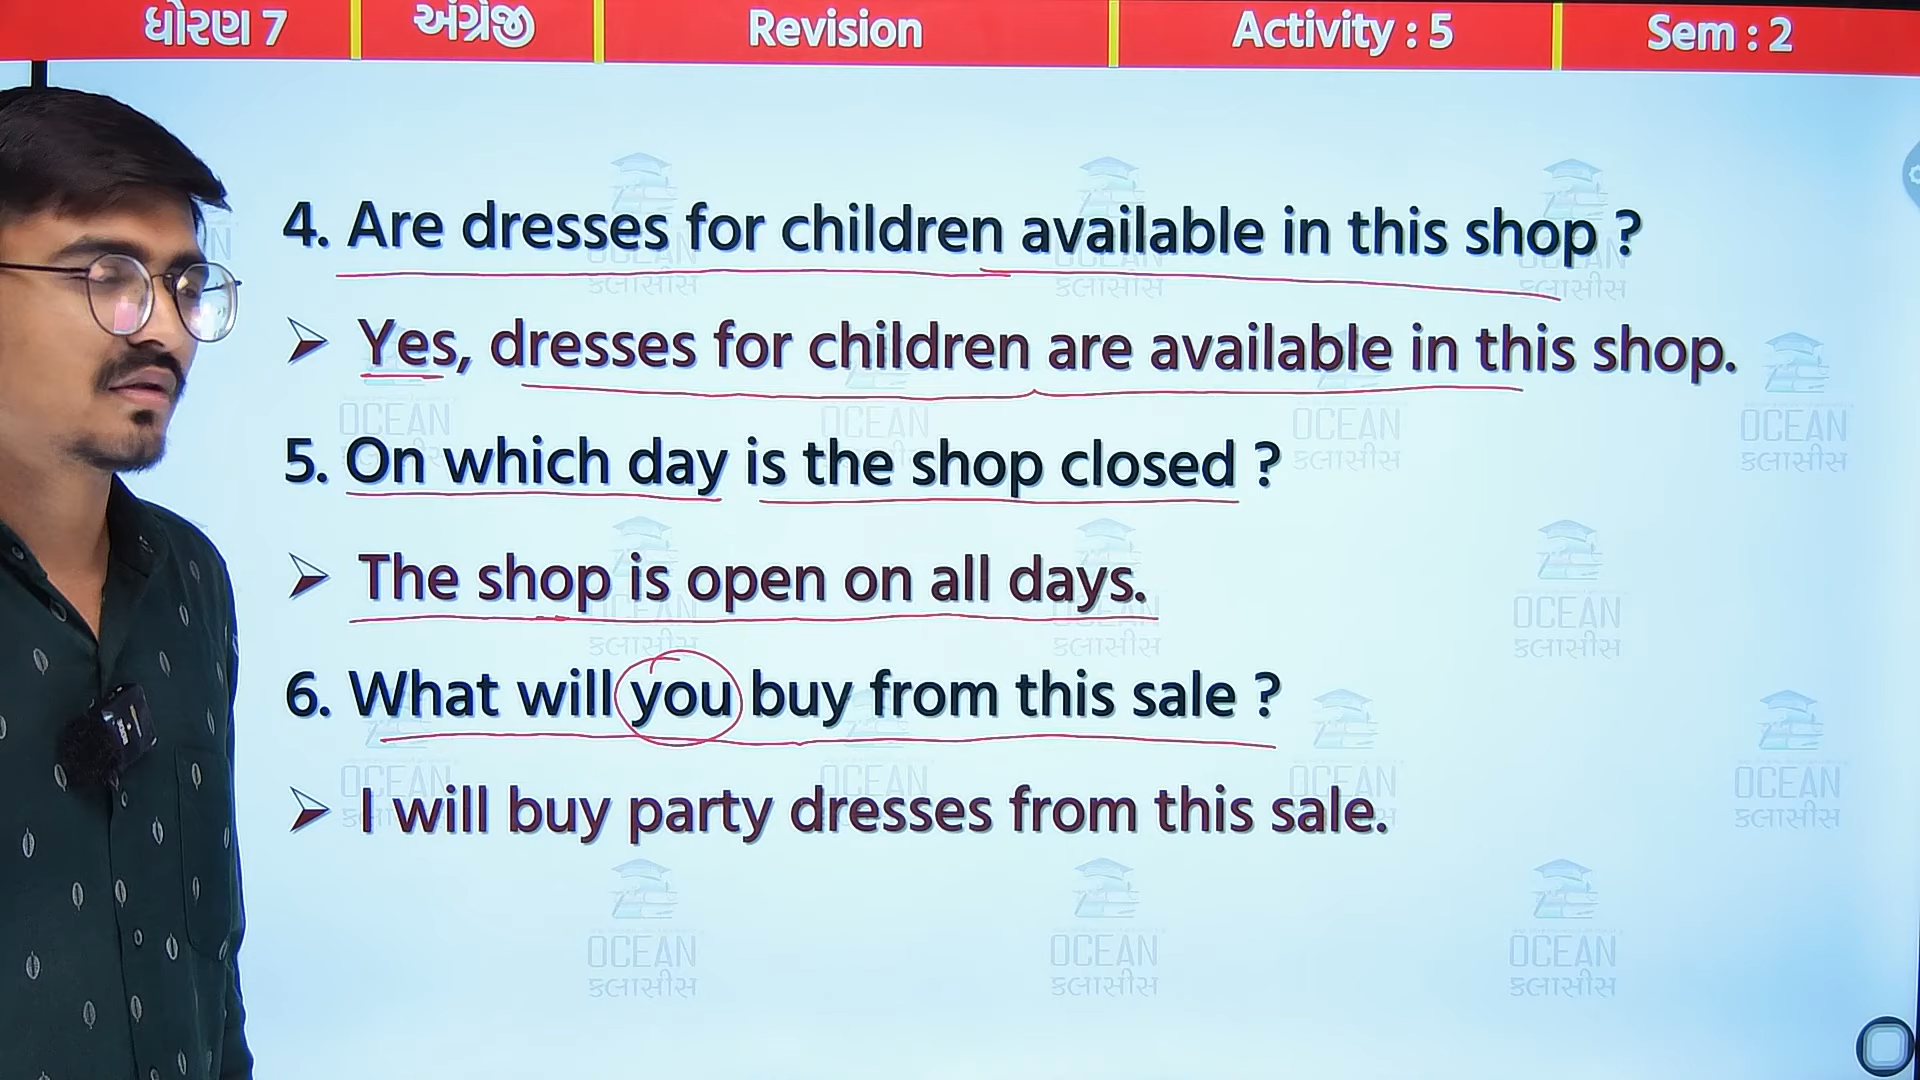 ધોરણ 7 અંગ્રેજી Revision Activity : 5 Sem : 2
4. Are dresses for children available in this shop ?
➢ Yes, dresses for children are available in this shop.
5. On which day is the shop closed ?
➢ The shop is open on all days.
6. What will you buy from this sale ?
➢ I will buy party dresses from this sale.
OCEAN
કલાસીસ